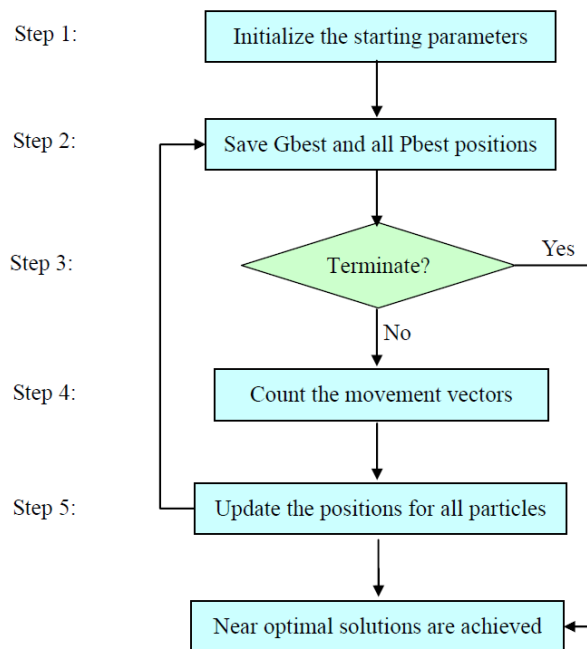 Step 1:
Initialize the starting parameters
Step 2:
Save Gbest and all Pbest positions
Step 3:
Terminate?
Yes
No
Step 4:
Count the movement vectors
Step 5:
Update the positions for all particles
Near optimal solutions are achieved